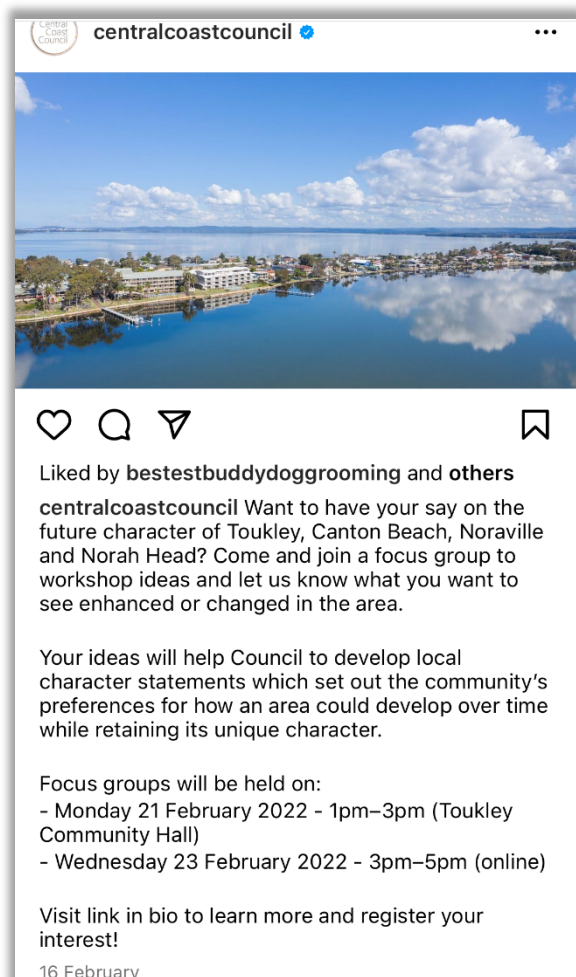 Central
Coast
Council
centralcoastcouncil
Liked by bestestbuddydoggrooming and others
centralcoastcouncil Want to have your say on the
future character of Toukley, Canton Beach, Noraville
and Norah Head? Come and join a focus group to
workshop ideas and let us know what you want to
see enhanced or changed in the area.
Your ideas will help Council to develop local
character statements which set out the community's
preferences for how an area could develop over time
while retaining its unique character.
Focus groups will be held on:
- Monday 21 February 2022 - 1pm–3pm (Toukley
Community Hall)
- Wednesday 23 February 2022 - 3pm–5pm (online)
Visit link in bio to learn more and register your
interest!
16 February